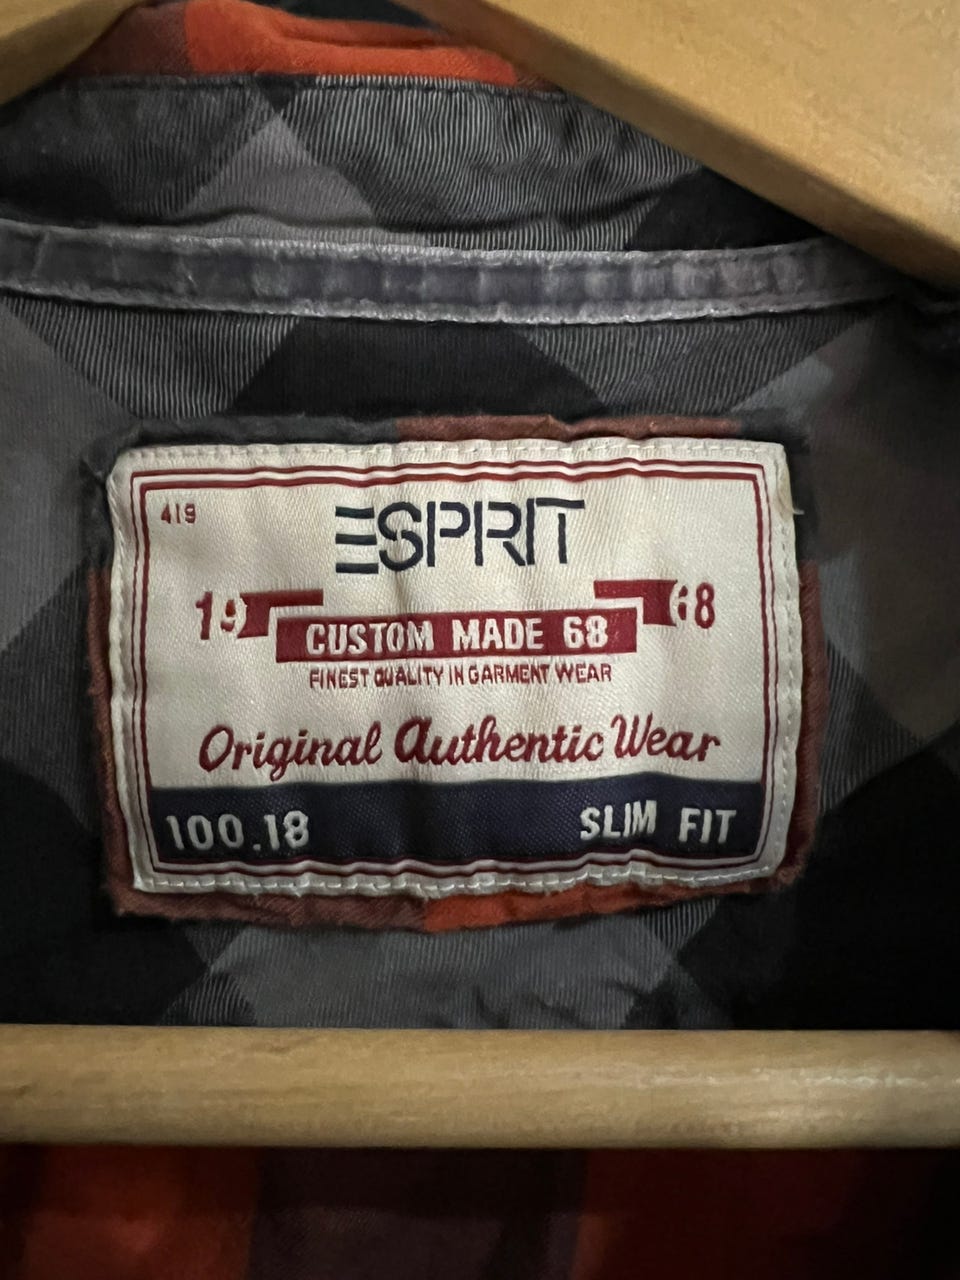 419
ESPRIT
19 68
CUSTOM MADE 68
FINEST QUALITY IN GARMENT WEAR
Original Authentic Wear
100.18 SLIM FIT